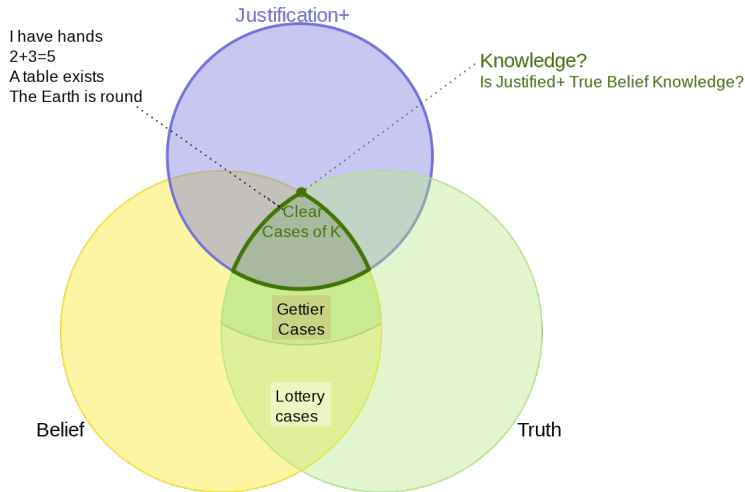 Justification+
I have hands
2+3=5
A table exists
The Earth is round
Knowledge?
Is Justified+ True Belief Knowledge?
Clear
Cases of K
Gettier
Cases
Lottery
cases
Belief
Truth